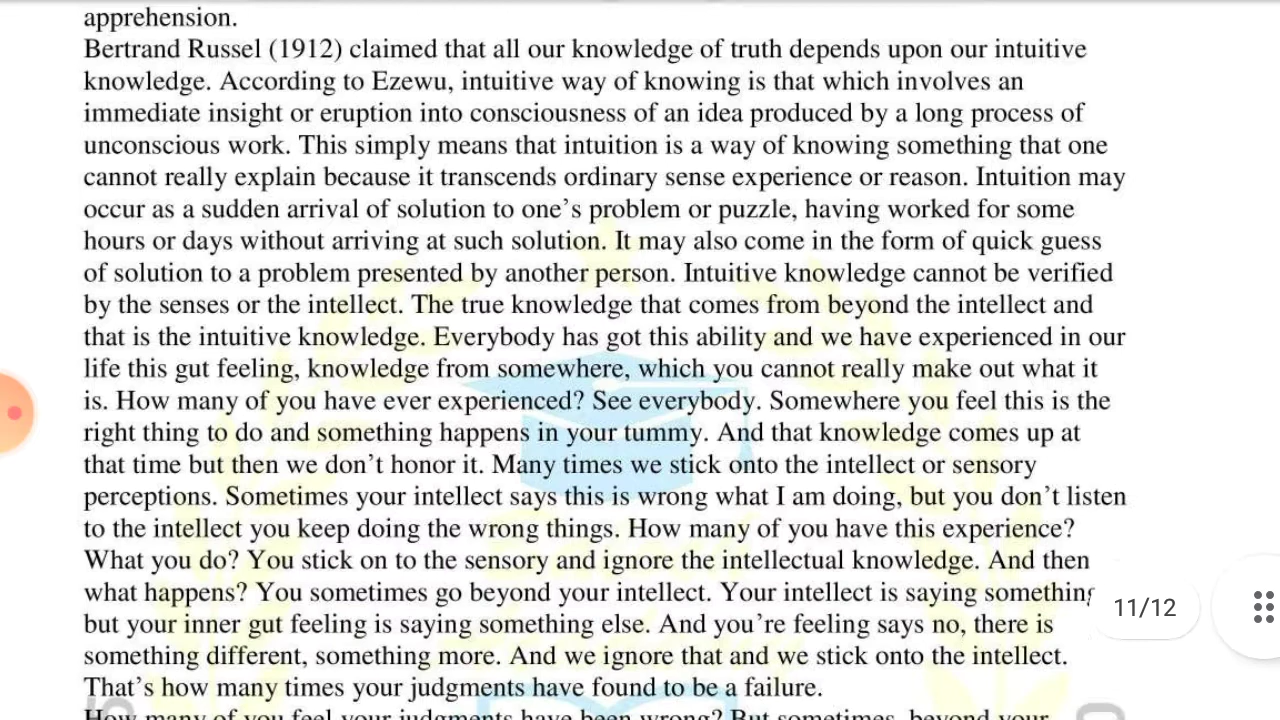 apprehension.
Bertrand Russel (1912) claimed that all our knowledge of truth depends upon our intuitive
knowledge. According to Ezewu, intuitive way of knowing is that which involves an
immediate insight or eruption into consciousness of an idea produced by a long process of
unconscious work. This simply means that intuition is a way of knowing something that one
cannot really explain because it transcends ordinary sense experience or reason. Intuition may
occur as a sudden arrival of solution to one’s problem or puzzle, having worked for some
hours or days without arriving at such solution. It may also come in the form of quick guess
of solution to a problem presented by another person. Intuitive knowledge cannot be verified
by the senses or the intellect. The true knowledge that comes from beyond the intellect and
that is the intuitive knowledge. Everybody has got this ability and we have experienced in our
life this gut feeling, knowledge from somewhere, which you cannot really make out what it
is. How many of you have ever experienced? See everybody. Somewhere you feel this is the
right thing to do and something happens in your tummy. And that knowledge comes up at
that time but then we don’t honor it. Many times we stick onto the intellect or sensory
perceptions. Sometimes your intellect says this is wrong what I am doing, but you don’t listen
to the intellect you keep doing the wrong things. How many of you have this experience?
What you do? You stick on to the sensory and ignore the intellectual knowledge. And then
what happens? You sometimes go beyond your intellect. Your intellect is saying something
11/12
but your inner gut feeling is saying something else. And you’re feeling says no, there is
something different, something more. And we ignore that and we stick onto the intellect.
That’s how many times your judgments have found to be a failure.
How many of you feel your judgments have been wrong? But sometimes, beyond your